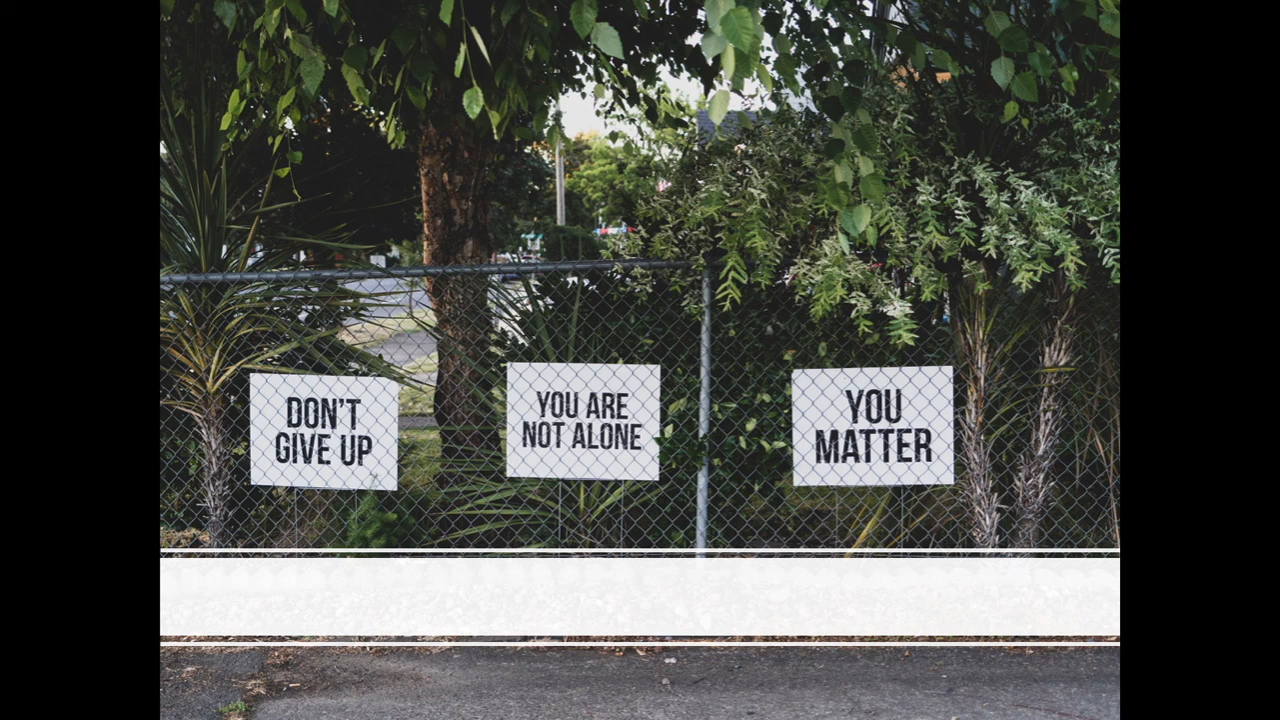 DON'T
GIVE UP
YOU ARE
NOT ALONE
YOU
MATTER